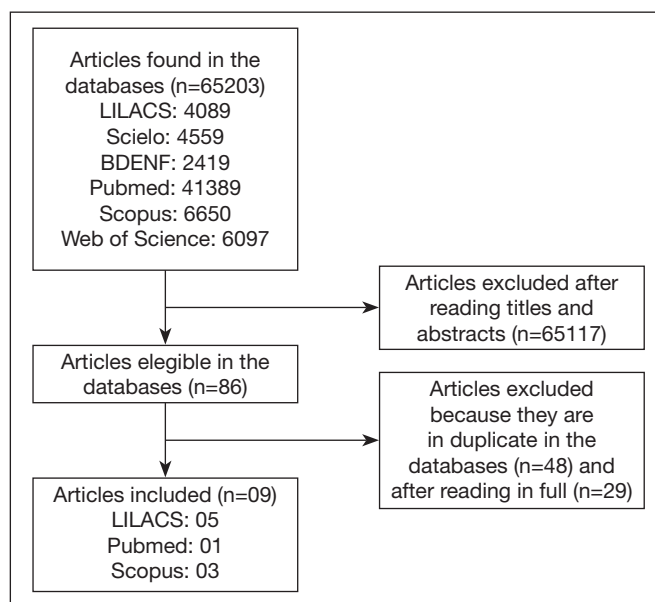 Articles found in the
databases (n=65203)
LILACS: 4089
Scielo: 4559
BDENF: 2419
Pubmed: 41389
Scopus: 6650
Web of Science: 6097
Articles excluded after
reading titles and
abstracts (n=65117)
Articles elegible in the
databases (n=86)
Articles excluded
because they are
in duplicate in the
databases (n=48) and
after reading in full (n=29)
Articles included (n=09)
LILACS: 05
Pubmed: 01
Scopus: 03